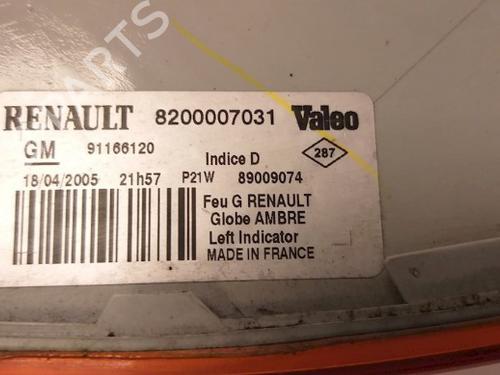 PARTS
RENAULT 8200007031 Valeo
GM 91166120 Indice D 287
18/04/2005 21h57 P21W 89009074
Feu G RENAULT
Globe AMBRE
Left Indicator
MADE IN FRANCE